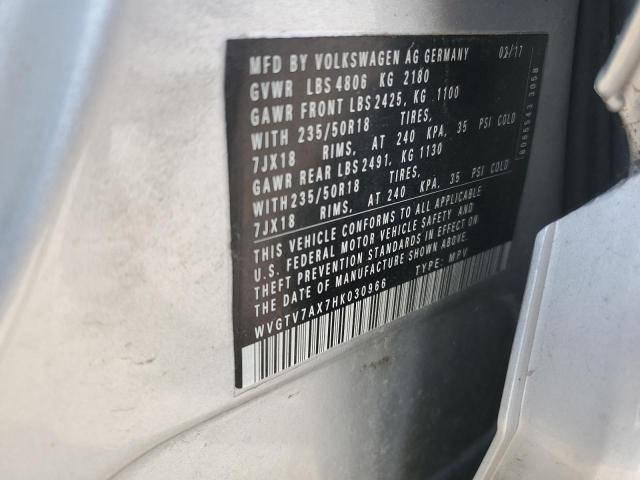 MFD BY VOLKSWAGEN AG GERMANY 03/17
GVWR LBS 4806 KG 2180
GAWR FRONT LBS 2425, KG 1100
WITH 235/50R18 TIRES,
7JX18 RIMS, AT 240 KPA, 35 PSI COLD
GAWR REAR LBS 2491, KG 1130
WITH 235/50R18 TIRES,
7JX18 RIMS, AT 240 KPA, 35 PSI COLD
THIS VEHICLE CONFORMS TO ALL APPLICABLE
U.S. FEDERAL MOTOR VEHICLE SAFETY AND
THEFT PREVENTION STANDARDS IN EFFECT ON
THE DATE OF MANUFACTURE SHOWN ABOVE.
WVGTV7AX7HK030966 TYPE: MPV